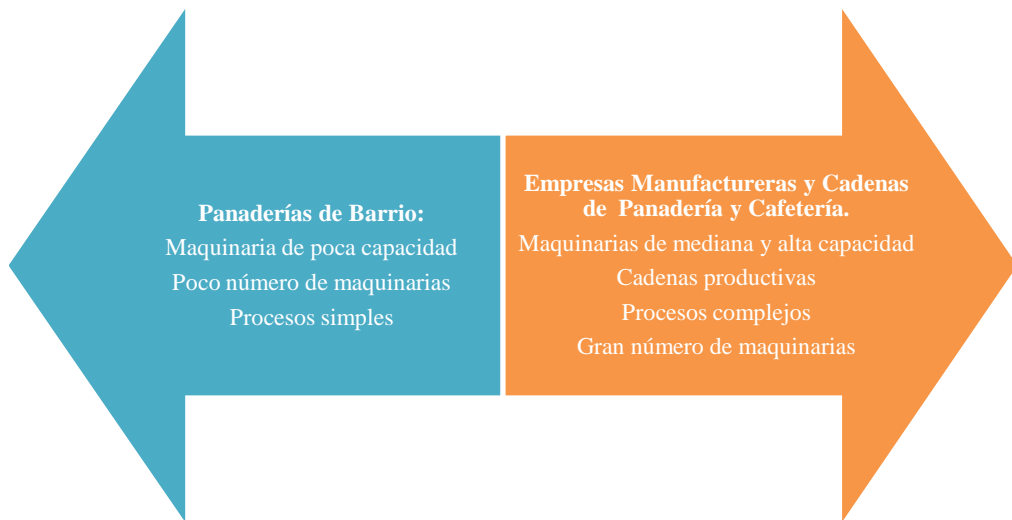 Panaderías de Barrio:
Maquinaria de poca capacidad
Poco número de maquinarias
Procesos simples
Empresas Manufactureras y Cadenas
de Panadería y Cafetería.
Maquinarias de mediana y alta capacidad
Cadenas productivas
Procesos complejos
Gran número de maquinarias